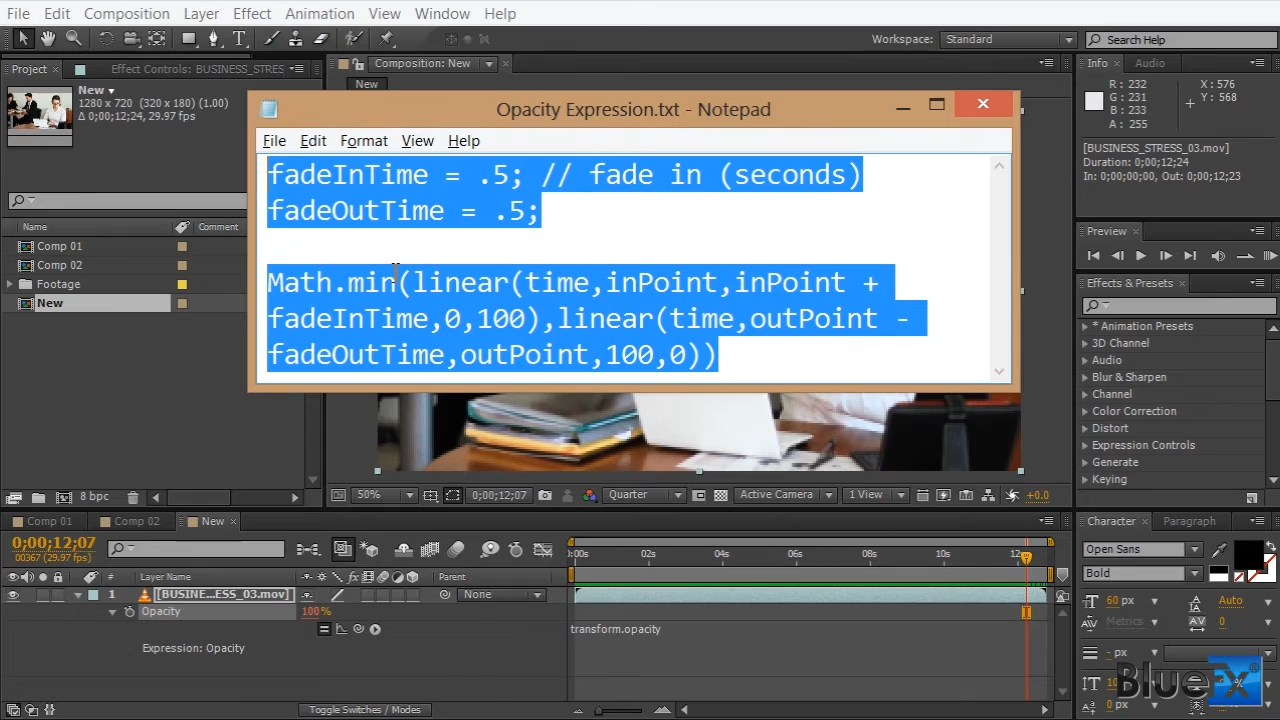 File Edit Composition Layer Effect Animation View Window Help
Workspace: Standard
Search Help
Project
Effect Controls: BUSINESS_STRES
Composition: New
Info
Audio
New
New
1280 x 720 (320 x 180) (1.00)
Δ 0;00;12;24, 29.97 fps
Opacity Expression.txt - Notepad
File Edit Format View Help
fadeInTime = .5; // fade in (seconds)
fadeOutTime = .5;
Math.min(linear(time,inPoint,inPoint +
fadeInTime,0,100),linear(time,outPoint -
fadeOutTime,outPoint,100,0))
R : 232
G : 231
B : 233
A : 255
X : 576
Y : 568
[BUSINESS_STRESS_03.mov]
Duration: 0;00;12;24
In: 0;00;00;00, Out: 0;00;12;23
Name
Comment
Comp 01
Comp 02
Footage
New
Preview
Effects & Presets
* Animation Presets
3D Channel
Audio
Blur & Sharpen
Channel
Color Correction
Distort
Expression Controls
Generate
Keying
8 bpc
50%
0;00;12;07
Quarter
Active Camera
1 View
+0.0
Comp 01
Comp 02
New
Character
Paragraph
0;00;12;07
00367 (29.97 fps)
:00s 02s 04s 06s 08s 10s 12
# Layer Name
Parent
1 [BUSINE...ESS_03.mov]
None
Opacity
100%
transform.opacity
Expression: Opacity
Toggle Switches / Modes
Open Sans
Bold
60 px
Auto
Metrics
0
- px
0 px
BlueFx